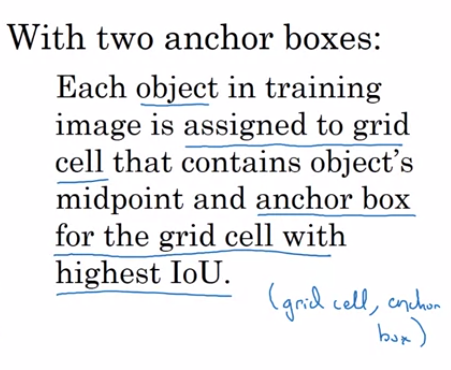 With two anchor boxes:
Each object in training
image is assigned to grid
cell that contains object's
midpoint and anchor box
for the grid cell with
highest IoU.
(grid cell, anchor
box)